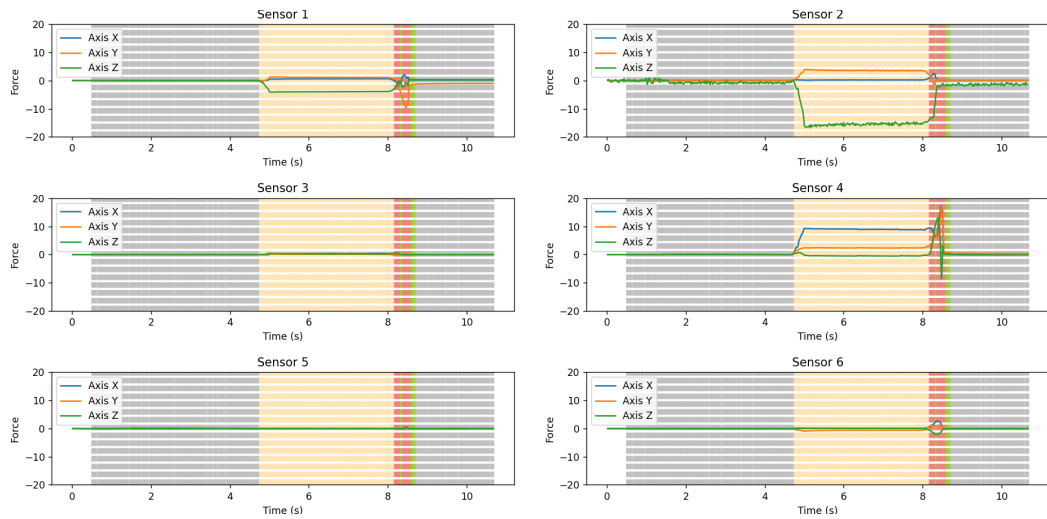 Sensor 1
20
10
0
−10
−20
Force
Axis X
Axis Y
Axis Z
0 2 4 6 8 10
Time (s)
Sensor 2
20
10
0
−10
−20
Force
Axis X
Axis Y
Axis Z
0 2 4 6 8 10
Time (s)
Sensor 3
20
10
0
−10
−20
Force
Axis X
Axis Y
Axis Z
0 2 4 6 8 10
Time (s)
Sensor 4
20
10
0
−10
−20
Force
Axis X
Axis Y
Axis Z
0 2 4 6 8 10
Time (s)
Sensor 5
20
10
0
−10
−20
Force
Axis X
Axis Y
Axis Z
0 2 4 6 8 10
Time (s)
Sensor 6
20
10
0
−10
−20
Force
Axis X
Axis Y
Axis Z
0 2 4 6 8 10
Time (s)